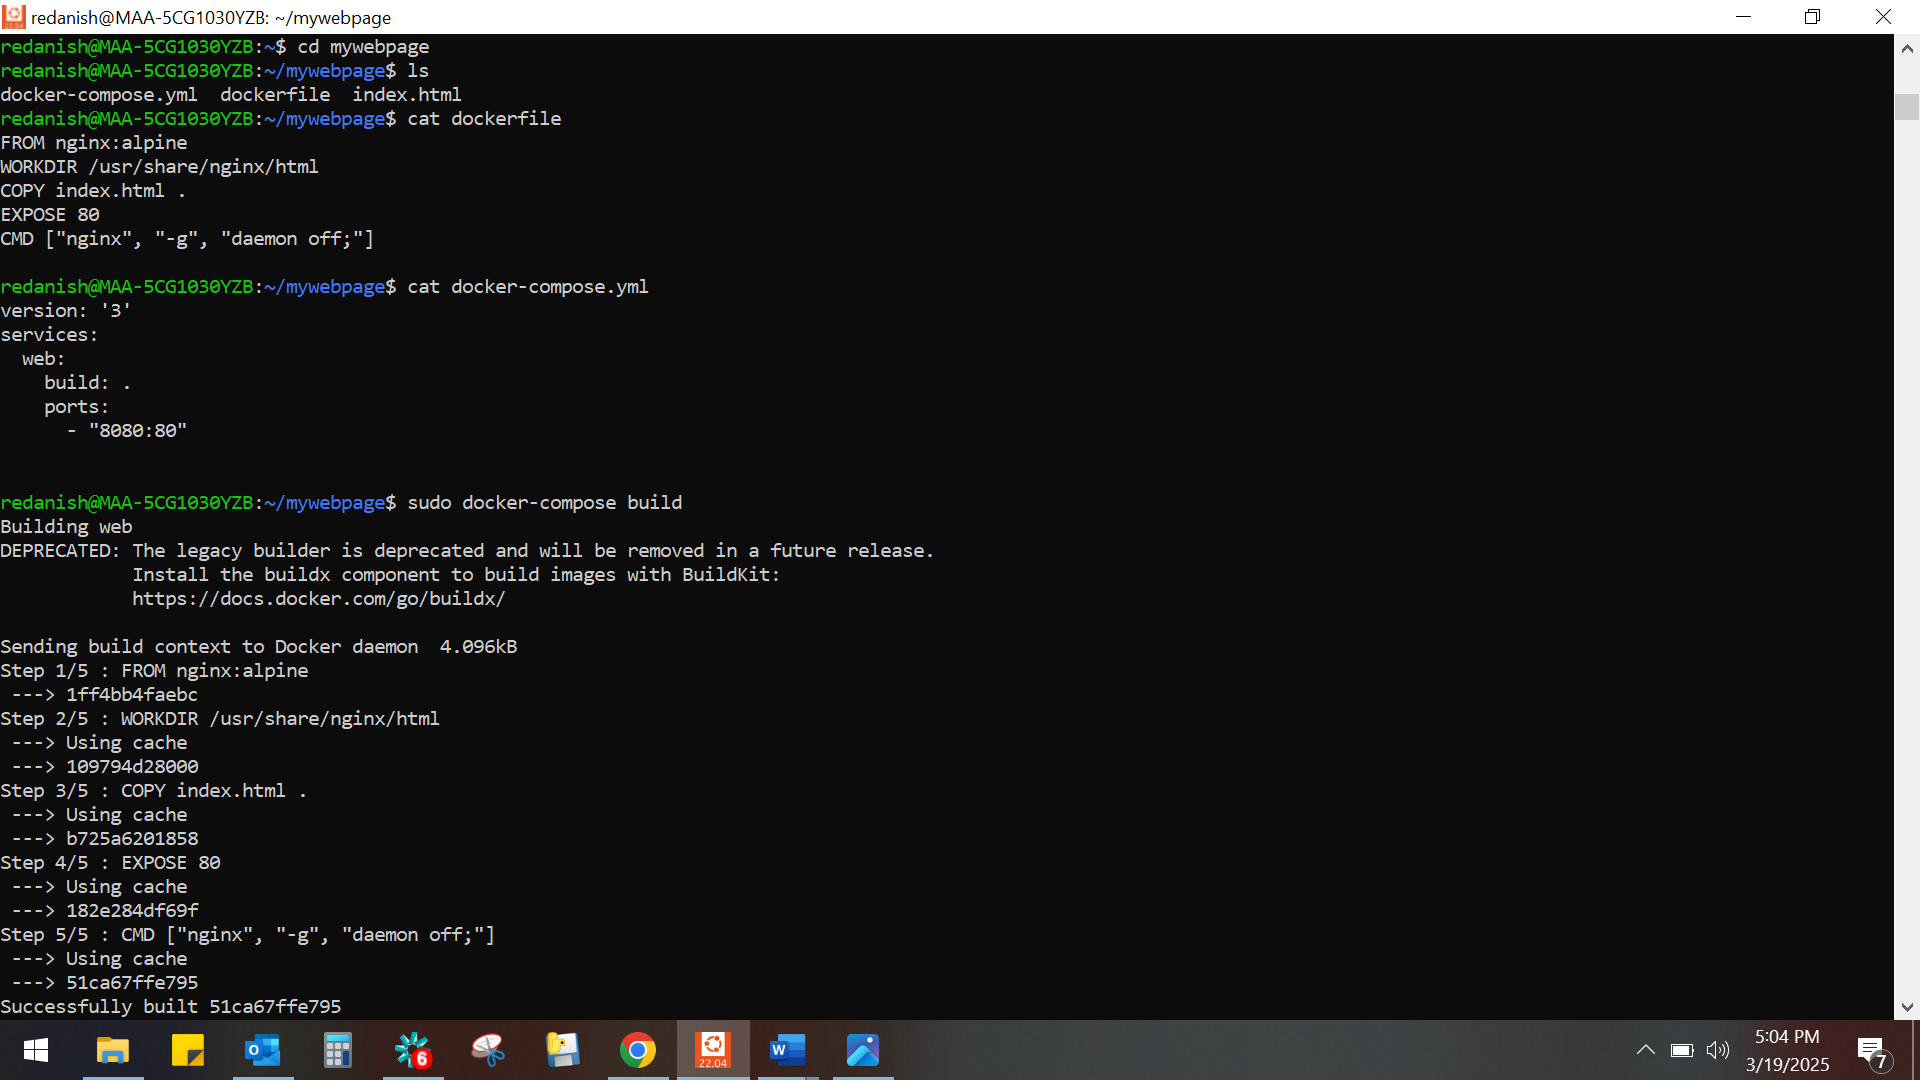 redanish@MAA-5CG1030YZB: ~/mywebpage
redanish@MAA-5CG1030YZB:~$ cd mywebpage
redanish@MAA-5CG1030YZB:~/mywebpage$ ls
docker-compose.yml  dockerfile  index.html
redanish@MAA-5CG1030YZB:~/mywebpage$ cat dockerfile
FROM nginx:alpine
WORKDIR /usr/share/nginx/html
COPY index.html .
EXPOSE 80
CMD ["nginx", "-g", "daemon off;"]
redanish@MAA-5CG1030YZB:~/mywebpage$ cat docker-compose.yml
version: '3'
services:
  web:
    build: .
    ports:
      - "8080:80"
redanish@MAA-5CG1030YZB:~/mywebpage$ sudo docker-compose build
Building web
DEPRECATED: The legacy builder is deprecated and will be removed in a future release.
            Install the buildx component to build images with BuildKit:
            https://docs.docker.com/go/buildx/
Sending build context to Docker daemon  4.096kB
Step 1/5 : FROM nginx:alpine
 ---> 1ff4bb4faebc
Step 2/5 : WORKDIR /usr/share/nginx/html
 ---> Using cache
 ---> 109794d28000
Step 3/5 : COPY index.html .
 ---> Using cache
 ---> b725a6201858
Step 4/5 : EXPOSE 80
 ---> Using cache
 ---> 182e284df69f
Step 5/5 : CMD ["nginx", "-g", "daemon off;"]
 ---> Using cache
 ---> 51ca67ffe795
Successfully built 51ca67ffe795
6
22.04
5:04 PM
3/19/2025
7